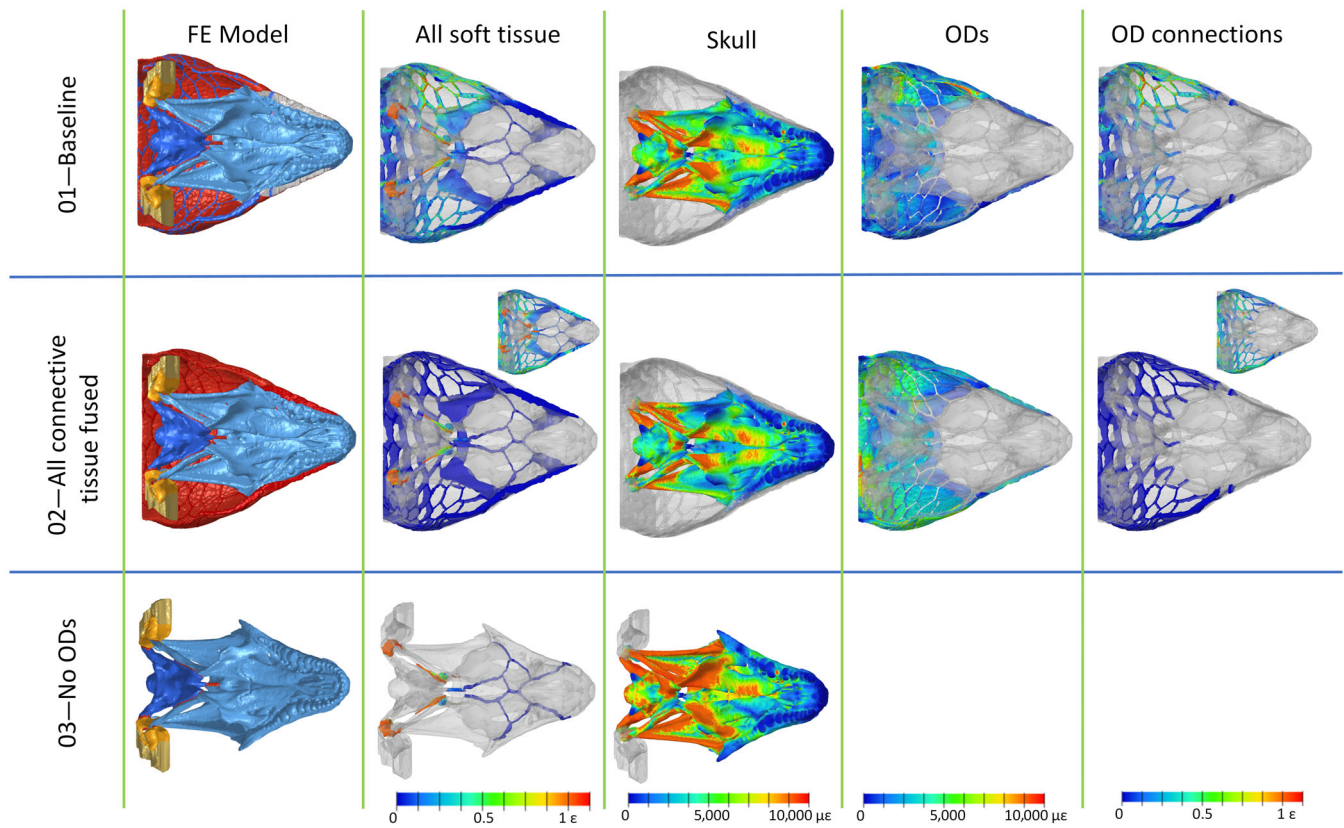 FE Model
All soft tissue
Skull
ODs
OD connections
01—Baseline
02—All connective
tissue fused
03—No ODs
0 0.5 1 ε
0 5,000 10,000 µε
0 5,000 10,000 µε
0 0.5 1 ε